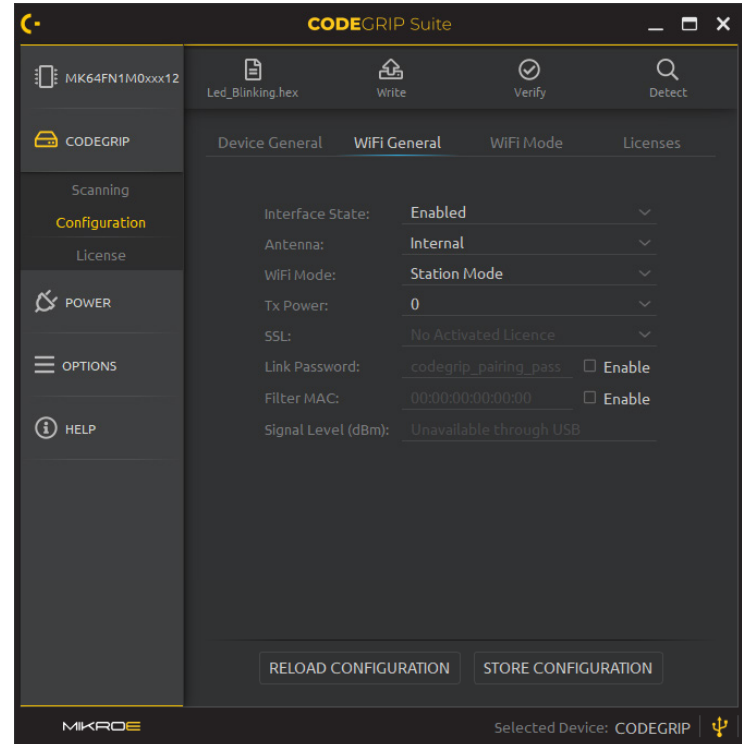 CODEGRIP Suite
MK64FN1M0xxx12
Led_Blinking.hex
Write
Verify
Detect
CODEGRIP
Scanning
Configuration
License
POWER
OPTIONS
HELP
Device General
WiFi General
WiFi Mode
Licenses
Interface State: Enabled
Antenna: Internal
WiFi Mode: Station Mode
Tx Power: 0
SSL: No Activated Licence
Link Password: codegrip_pairing_pass Enable
Filter MAC: 00:00:00:00:00:00 Enable
Signal Level (dBm): Unavailable through USB
RELOAD CONFIGURATION
STORE CONFIGURATION
MIKROE
Selected Device: CODEGRIP